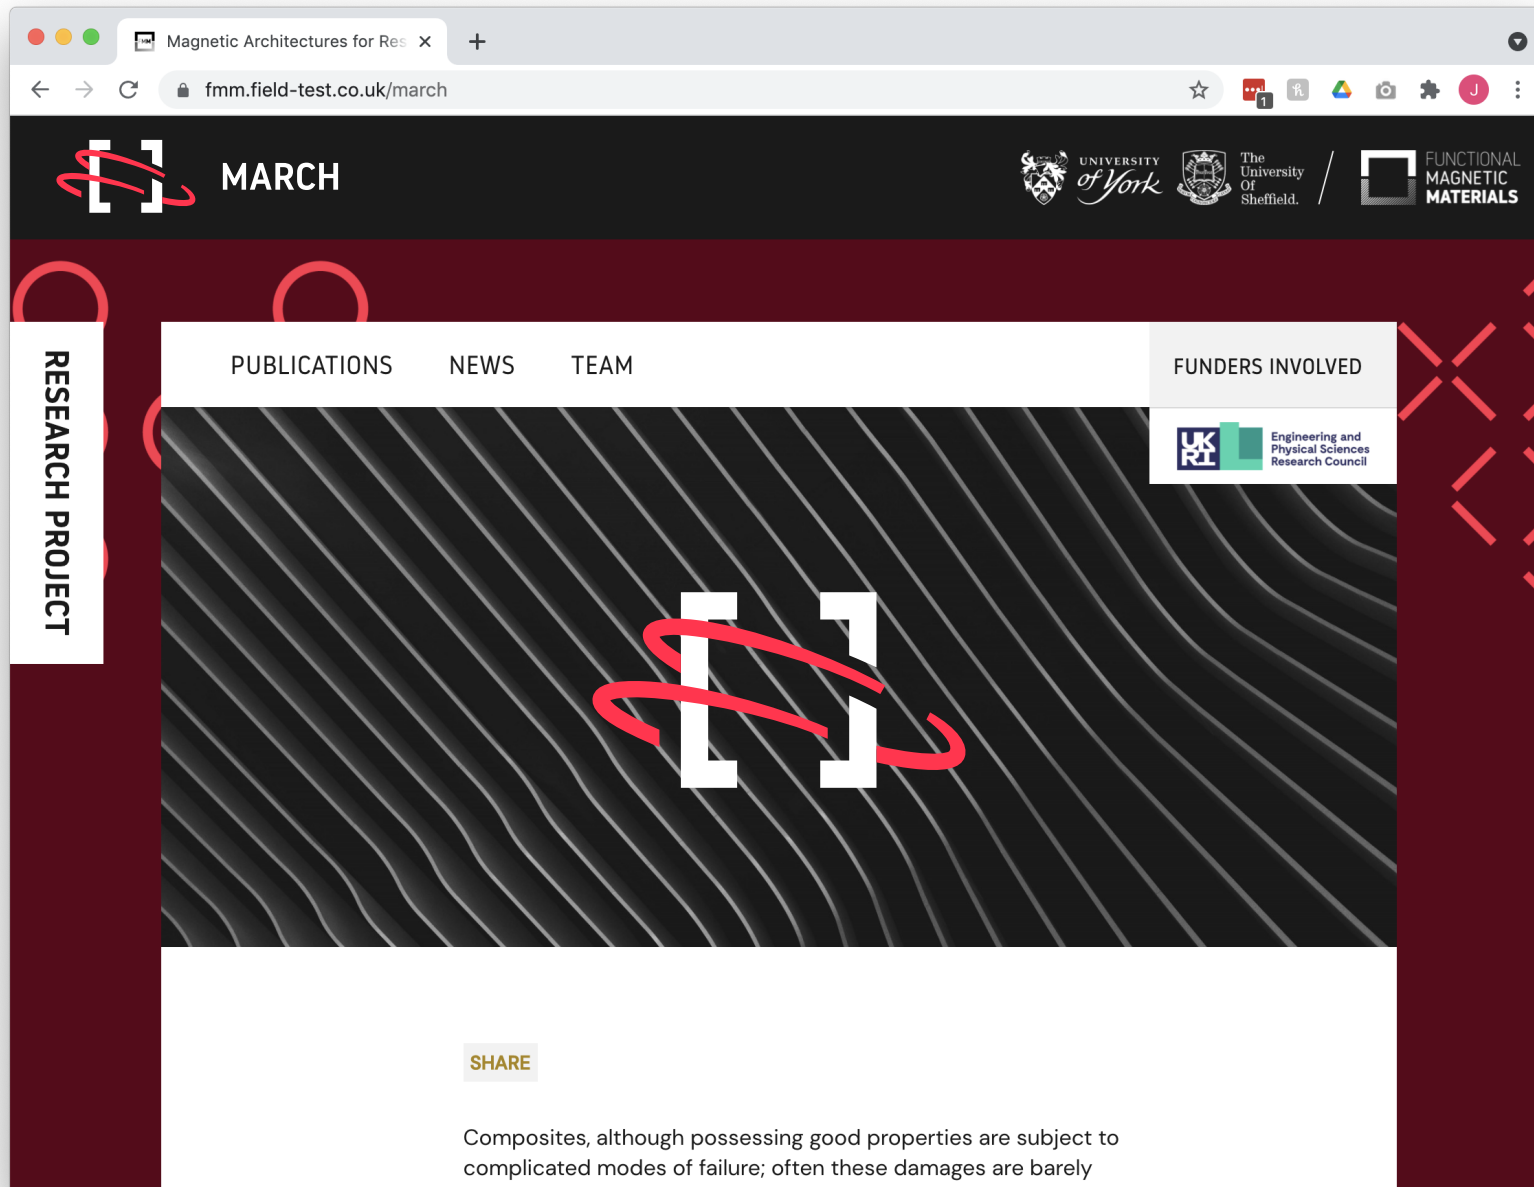 Magnetic Architectures for Res
fmm.field-test.co.uk/march
1
J
MARCH
UNIVERSITY
of York
The
University
Of
Sheffield.
FUNCTIONAL
MAGNETIC
MATERIALS
RESEARCH PROJECT
PUBLICATIONS
NEWS
TEAM
FUNDERS INVOLVED
UK
RI
Engineering and
Physical Sciences
Research Council
SHARE
Composites, although possessing good properties are subject to
complicated modes of failure; often these damages are barely